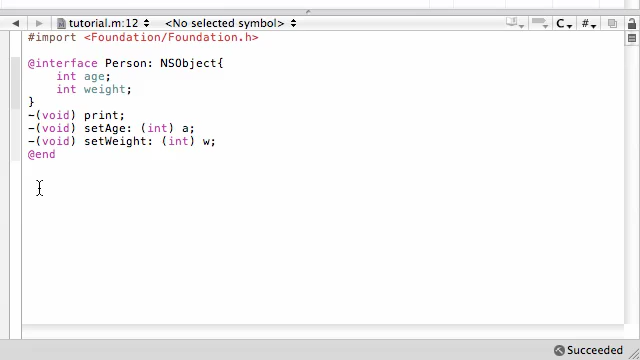 tutorial.m:12 <No selected symbol> C #
#import <Foundation/Foundation.h>
@interface Person: NSObject{
int age;
int weight;
}
-(void) print;
-(void) setAge: (int) a;
-(void) setWeight: (int) w;
@end
Succeeded